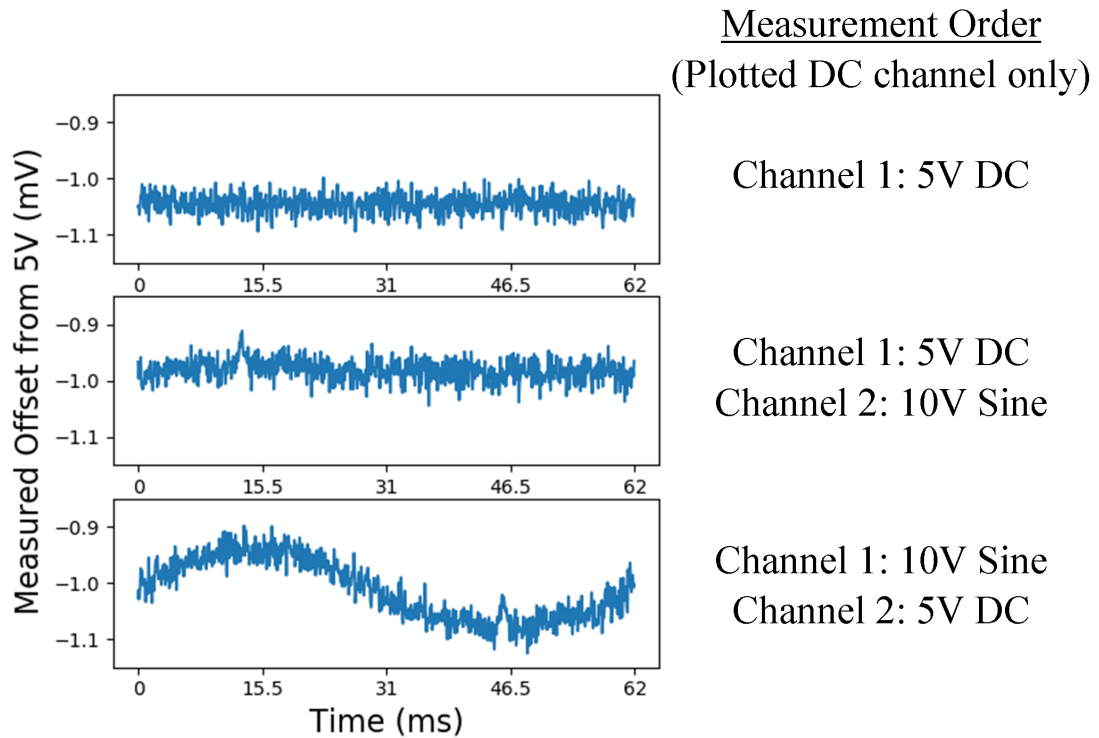 Measurement Order
(Plotted DC channel only)
Measured Offset from 5V (mV)
−0.9
−1.0
−1.1
0 15.5 31 46.5 62
Channel 1: 5V DC
−0.9
−1.0
−1.1
0 15.5 31 46.5 62
Channel 1: 5V DC
Channel 2: 10V Sine
−0.9
−1.0
−1.1
0 15.5 31 46.5 62
Channel 1: 10V Sine
Channel 2: 5V DC
Time (ms)